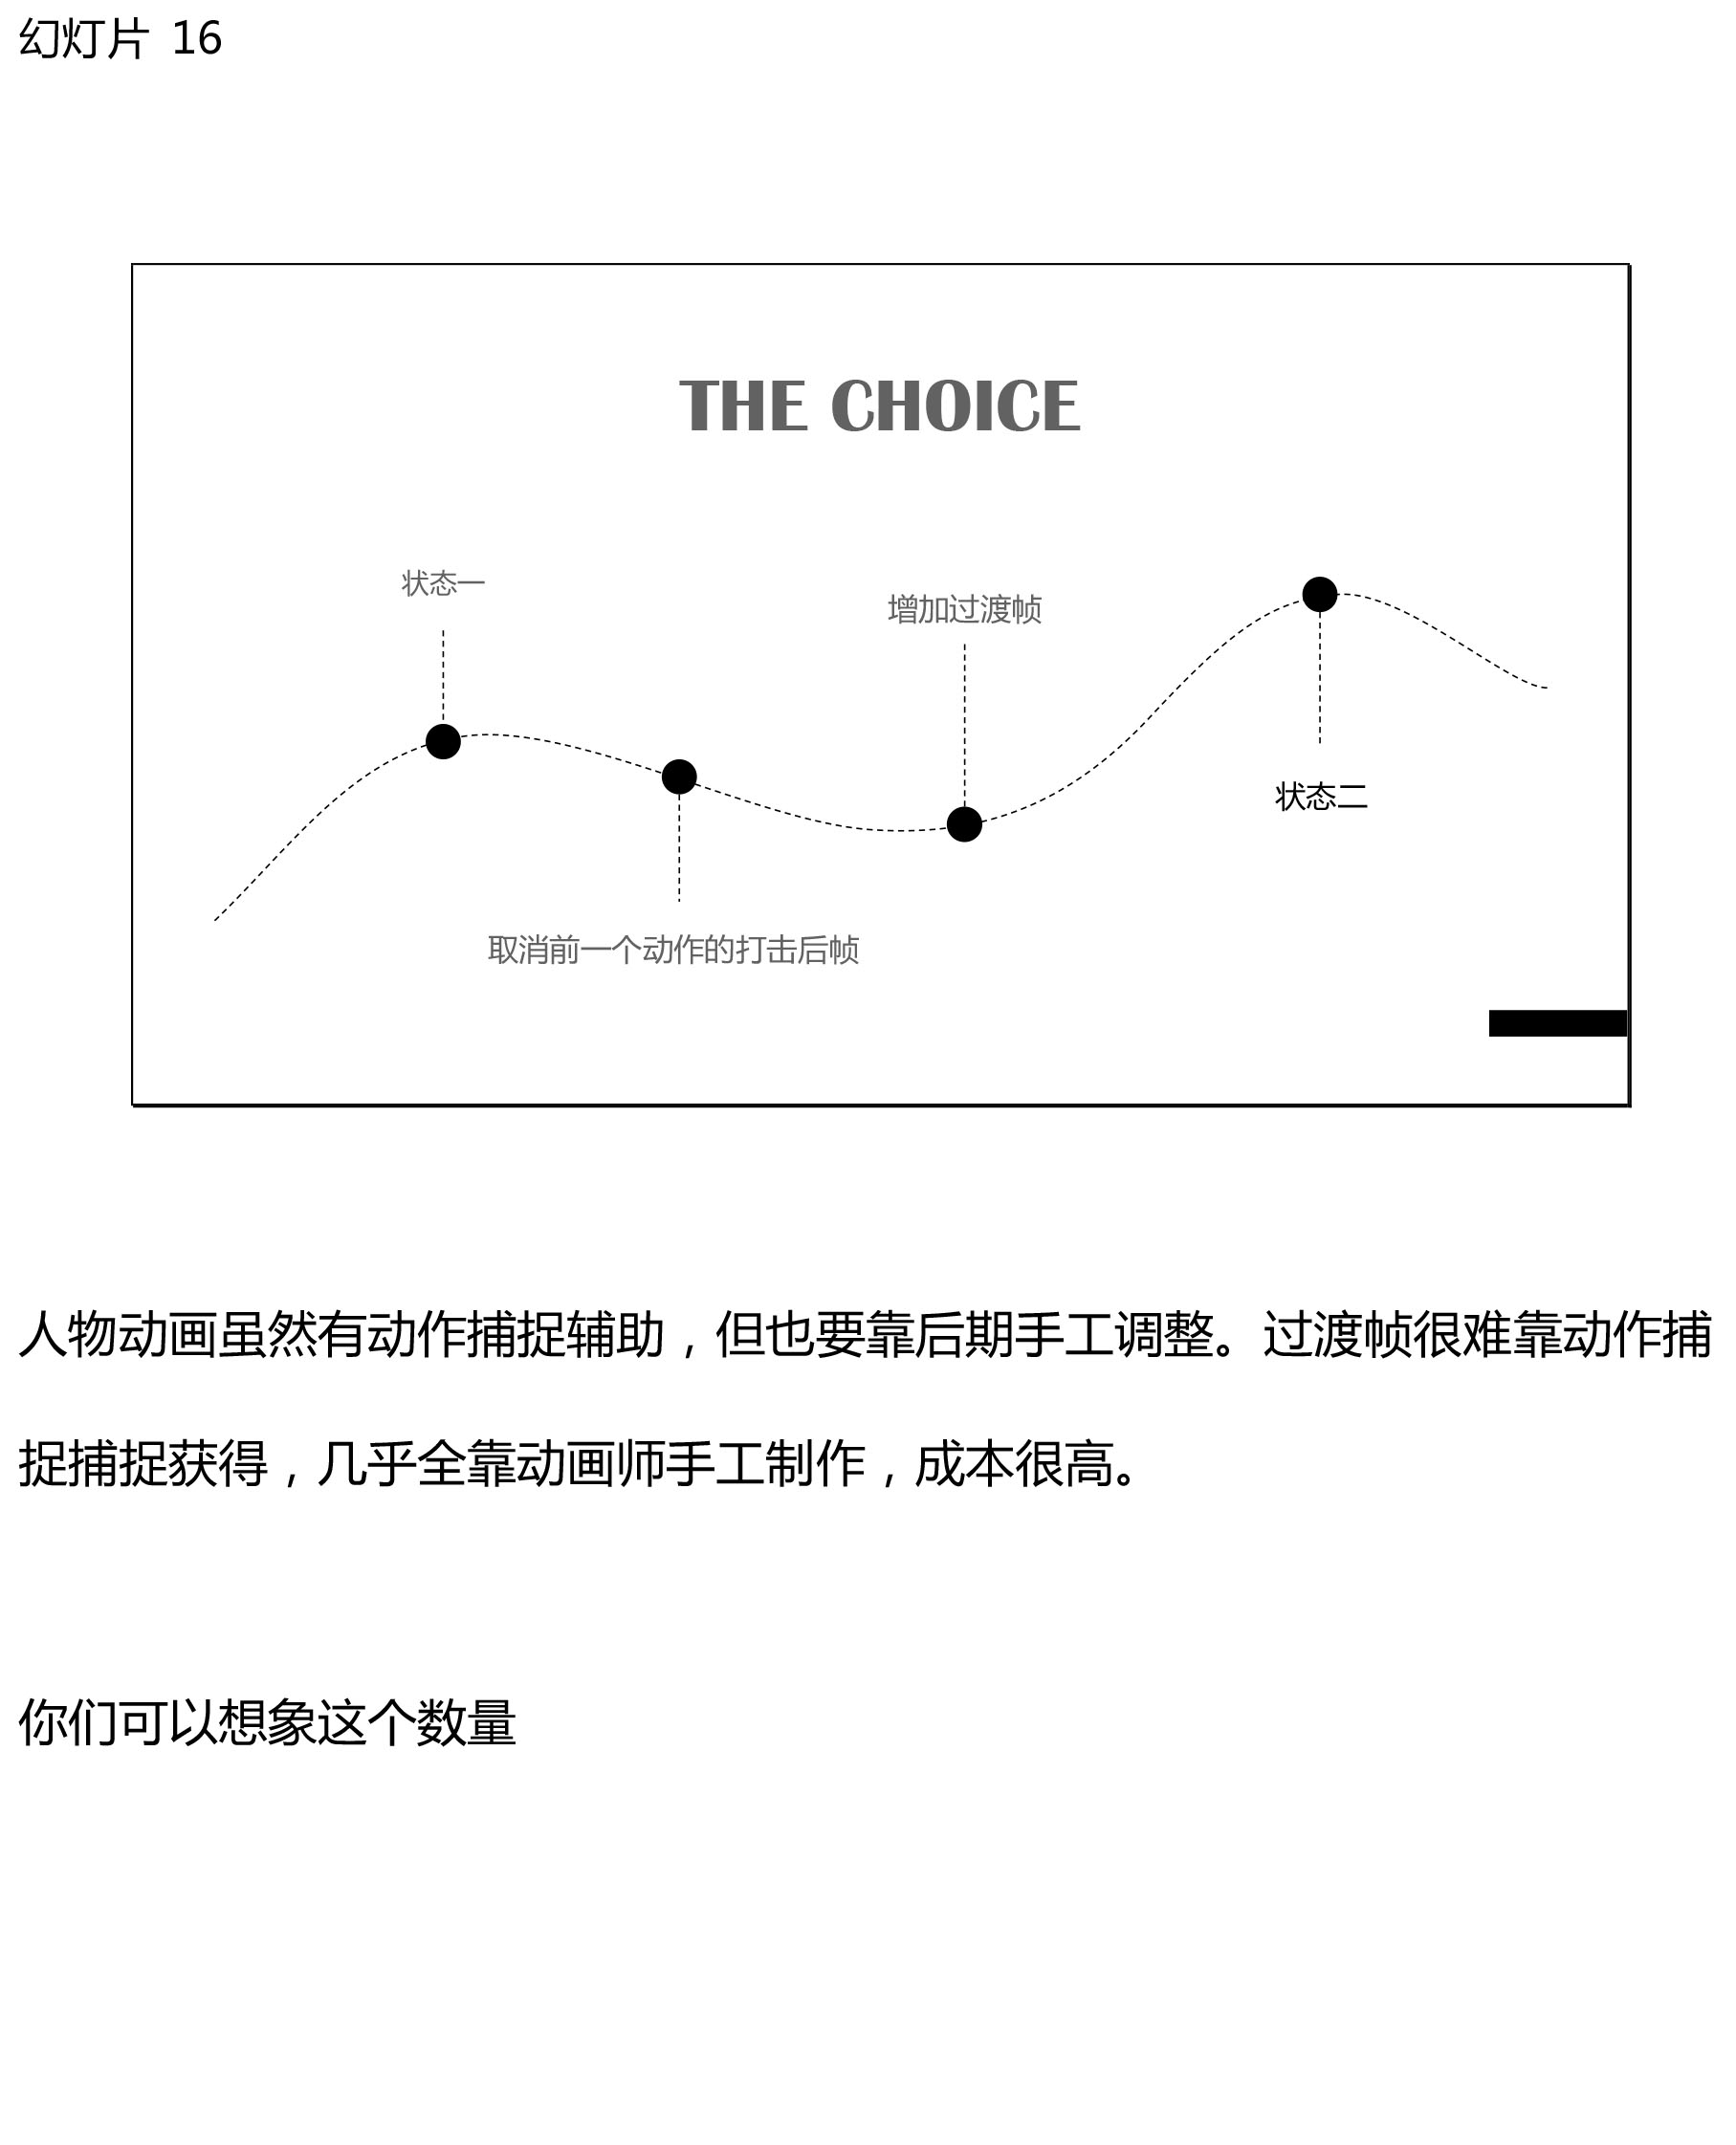 幻灯片 16
THE CHOICE
状态一
增加过渡帧
状态二
取消前一个动作的打击后帧
人物动画虽然有动作捕捉辅助，但也要靠后期手工调整。过渡帧很难靠动作捕
捉捕捉获得，几乎全靠动画师手工制作，成本很高。
你们可以想象这个数量